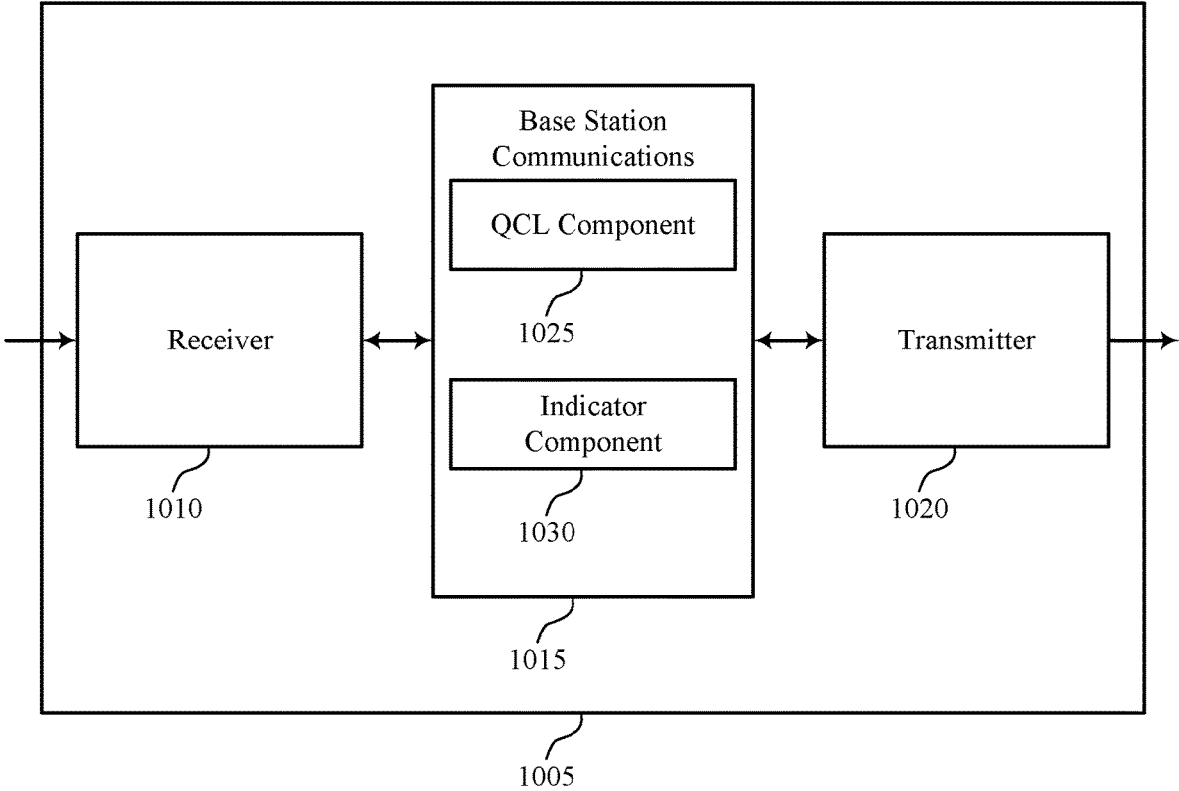 Base Station
Communications
QCL Component
1025
Receiver
1010
Indicator
Component
1030
Transmitter
1020
1015
1005